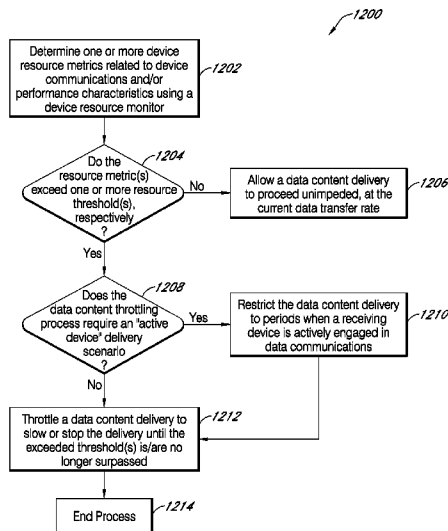 1200
Determine one or more device
resource metrics related to device
communications and/or
performance characteristics using a
device resource monitor
1202
Do the
resource metric(s)
exceed one or more resource
threshold(s),
respectively
?
1204
No
Allow a data content delivery
to proceed unimpeded, at the
current data transfer rate
1206
Yes
Does the
data content throttling
process require an "active
device" delivery
scenario
?
1208
Yes
Restrict the data content delivery
to periods when a receiving
device is actively engaged in
data communications
1210
No
Throttle a data content delivery to
slow or stop the delivery until the
exceeded threshold(s) is/are no
longer surpassed
1212
End Process
1214